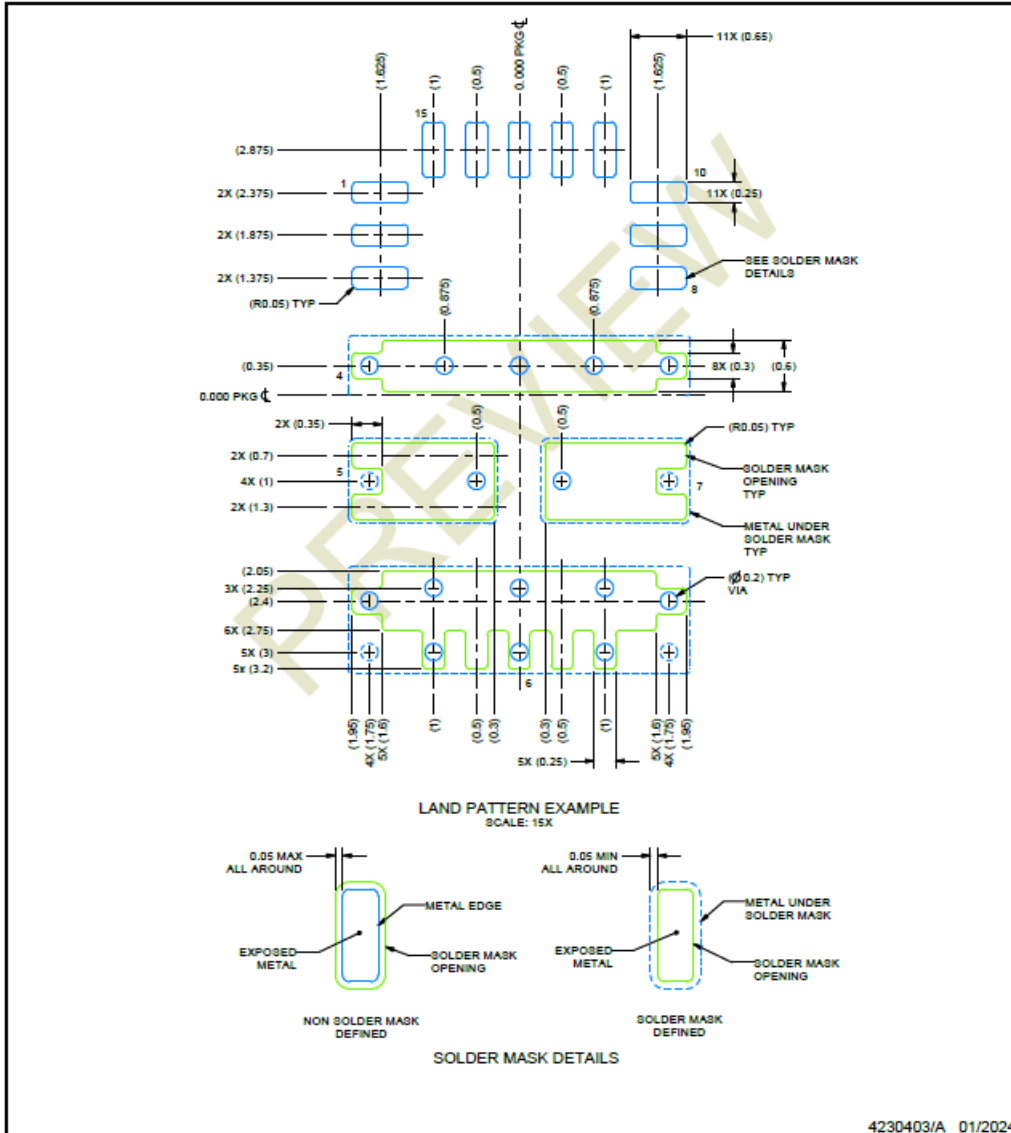 0.000 PKG ℄
11X (0.65)
(1.625)
(1)
(0.5)
(0.5)
(1)
(1.625)
15
(2.875)
1
10
2X (2.375)
11X (0.25)
2X (1.875)
SEE SOLDER MASK
DETAILS
2X (1.375)
8
(R0.05) TYP
(0.875)
(0.875)
(0.35)
8X (0.3)
(0.6)
4
0.000 PKG ℄
2X (0.35)
(0.5)
(0.5)
(R0.05) TYP
2X (0.7)
SOLDER MASK
OPENING
TYP
5
4X (1)
7
2X (1.3)
METAL UNDER
SOLDER MASK
TYP
(2.05)
(Ø0.2) TYP
VIA
3X (2.25)
(2.4)
6X (2.75)
5X (3)
5x (3.2)
6
(1.95)
4X (1.75)
5X (1.6)
(1)
(0.5)
(0.3)
(0.3)
(0.5)
(1)
5X (1.6)
4X (1.75)
(1.95)
5X (0.25)
PREVIEW
LAND PATTERN EXAMPLE
SCALE: 15X
0.05 MAX
ALL AROUND
0.05 MIN
ALL AROUND
METAL EDGE
METAL UNDER
SOLDER MASK
EXPOSED
METAL
SOLDER MASK
OPENING
EXPOSED
METAL
SOLDER MASK
OPENING
NON SOLDER MASK
DEFINED
SOLDER MASK
DEFINED
SOLDER MASK DETAILS
4230403/A 01/2024